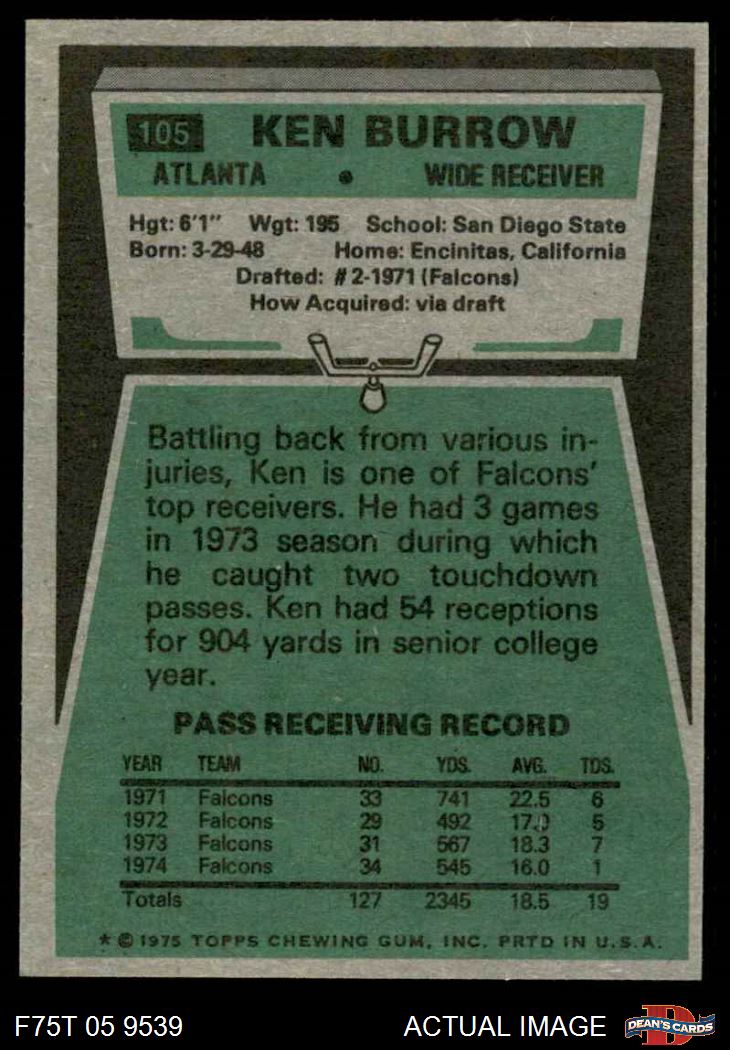 105 KEN BURROW
ATLANTA • WIDE RECEIVER
Hgt: 6'1" Wgt: 195 School: San Diego State
Born: 3-29-48 Home: Encinitas, California
Drafted: #2-1971 (Falcons)
How Acquired: via draft
Battling back from various in-
juries, Ken is one of Falcons'
top receivers. He had 3 games
in 1973 season during which
he caught two touchdown
passes. Ken had 54 receptions
for 904 yards in senior college
year.
PASS RECEIVING RECORD
YEAR TEAM NO. YDS. AVG. TDS.
1971 Falcons 33 741 22.5 6
1972 Falcons 29 492 17.0 5
1973 Falcons 31 567 18.3 7
1974 Falcons 34 545 16.0 1
Totals 127 2345 18.5 19
* © 1975 TOPPS CHEWING GUM, INC. PRTD IN U.S.A.
F75T 05 9539 ACTUAL IMAGE D DEAN'S CARDS